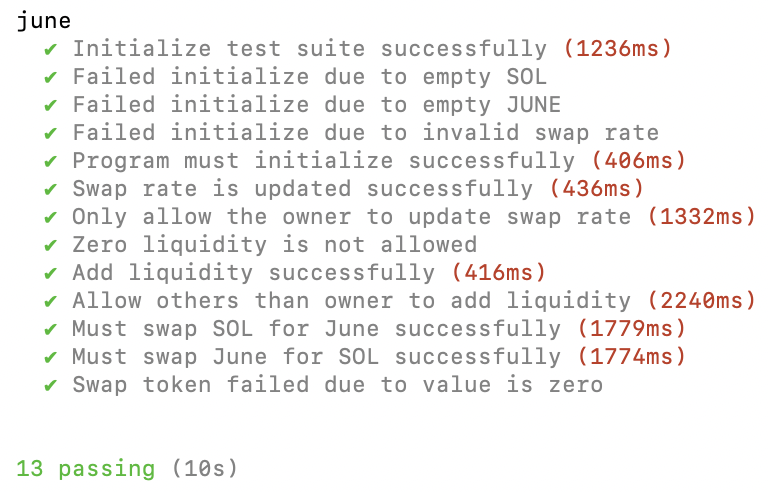 june
✔ Initialize test suite successfully (1236ms)
✔ Failed initialize due to empty SOL
✔ Failed initialize due to empty JUNE
✔ Failed initialize due to invalid swap rate
✔ Program must initialize successfully (406ms)
✔ Swap rate is updated successfully (436ms)
✔ Only allow the owner to update swap rate (1332ms)
✔ Zero liquidity is not allowed
✔ Add liquidity successfully (416ms)
✔ Allow others than owner to add liquidity (2240ms)
✔ Must swap SOL for June successfully (1779ms)
✔ Must swap June for SOL successfully (1774ms)
✔ Swap token failed due to value is zero
13 passing (10s)